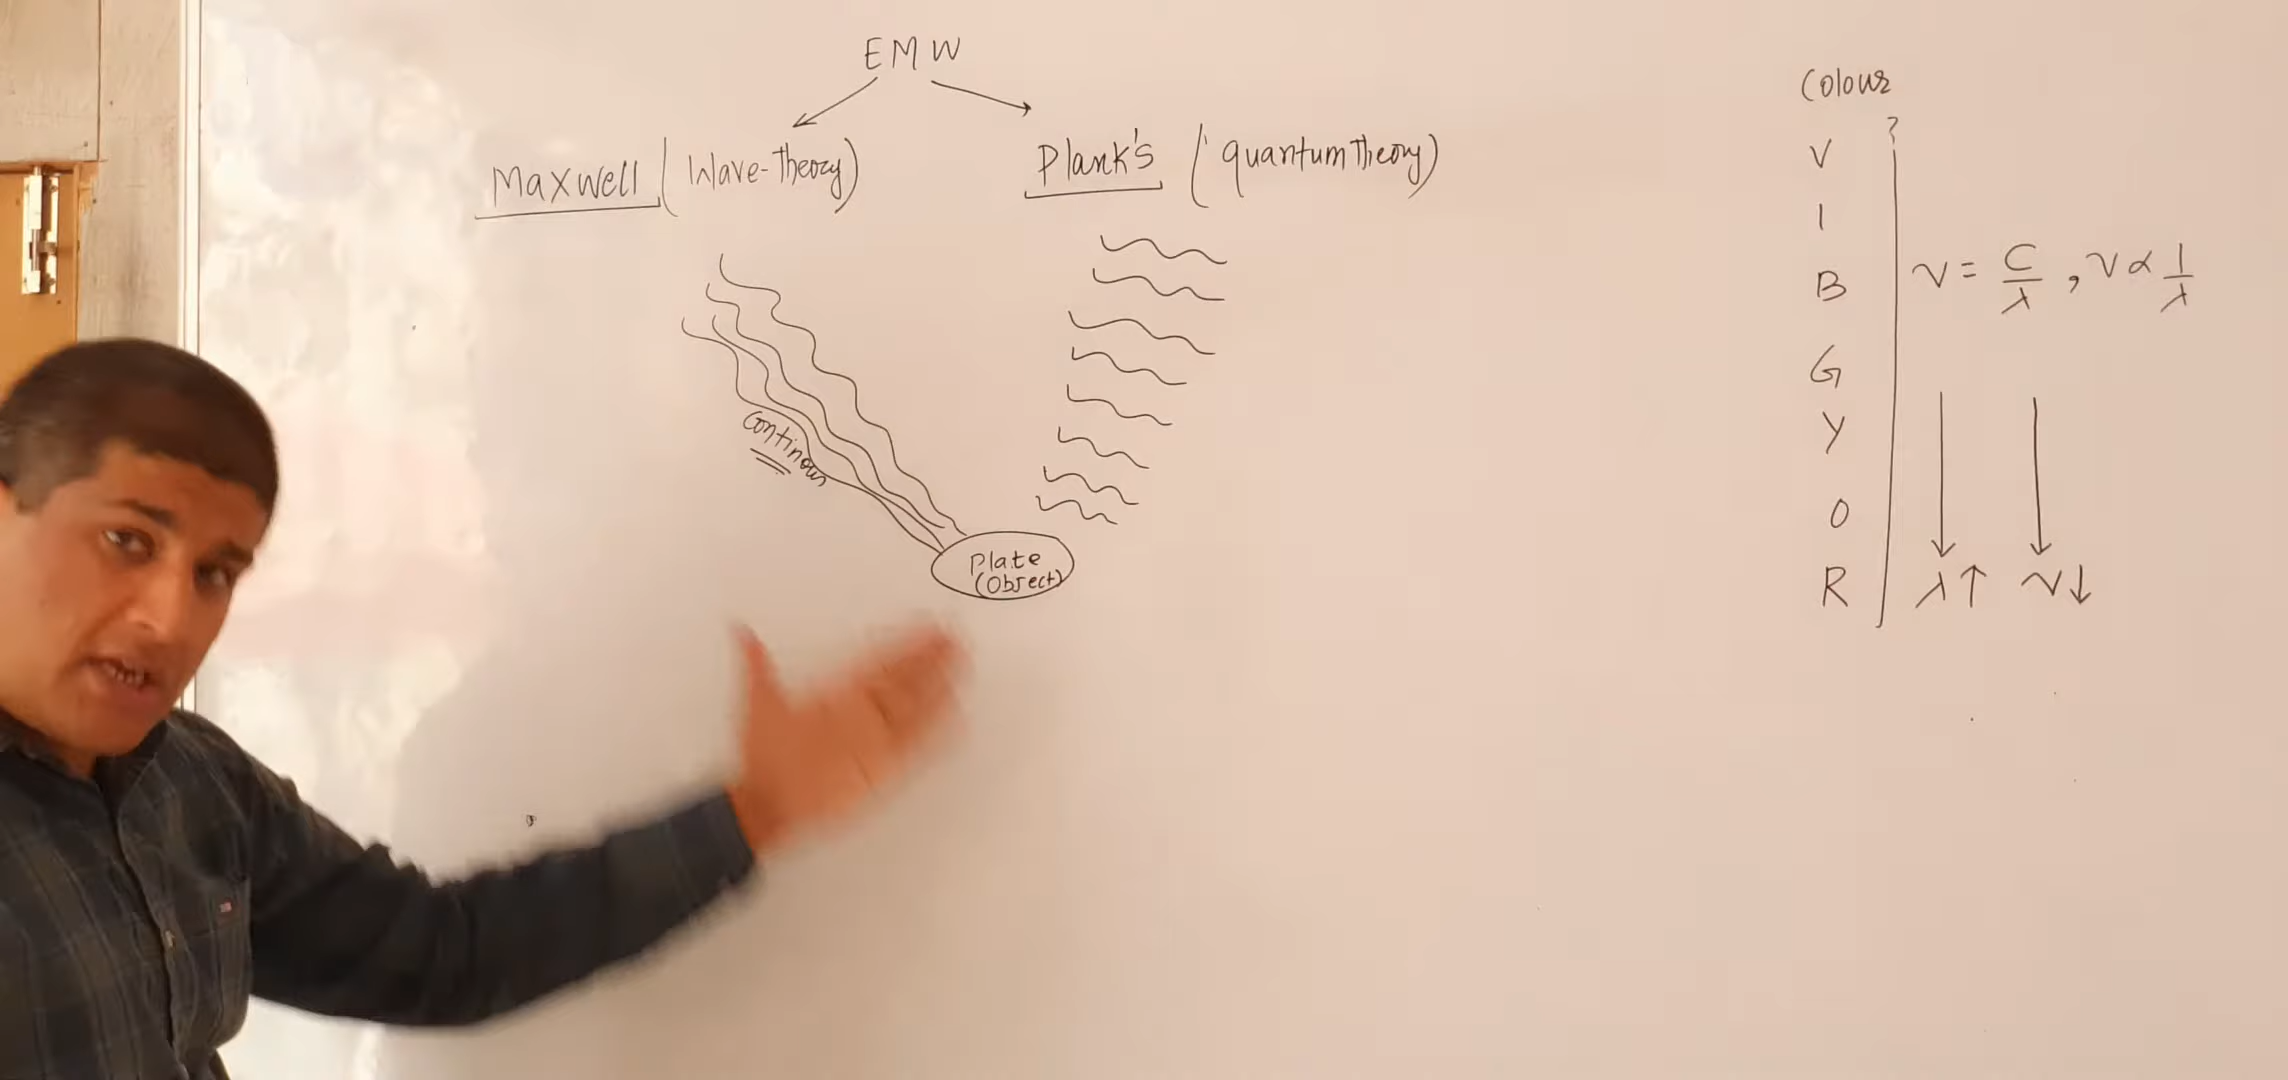 EMW
Maxwell (Wave-Theory)
Plank's (quantum Theory)
Continous
Plate
(Object)
Colour
V
I
B
G
Y
O
R
ν = C/λ , ν ∝ 1/λ
λ↑ ν↓